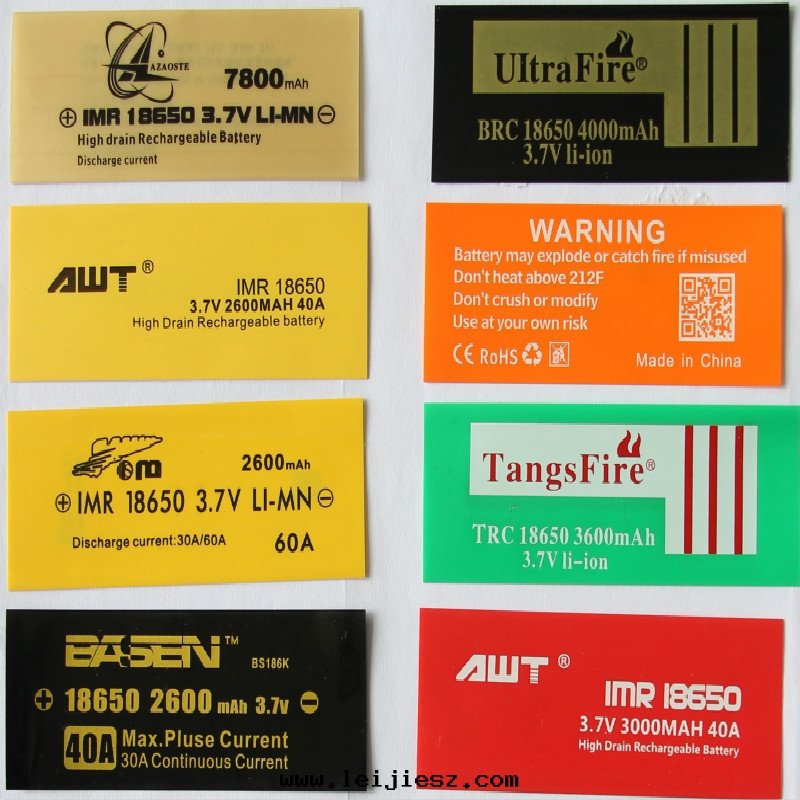 AZAOSTE
7800mAh
⊕ IMR 18650 3.7V LI-MN ⊖
High drain Rechargeable Battery
Discharge current
UltraFire®
BRC 18650 4000mAh
3.7V li-ion
AWT ®
IMR 18650
3.7V 2600MAH 40A
High Drain Rechargeable battery
WARNING
Battery may explode or catch fire if misused
Don't heat above 212F
Don't crush or modify
Use at your own risk
CE RoHS
Made in China
2600mAh
⊕ IMR 18650 3.7V LI-MN ⊖
Discharge current:30A/60A
60A
TangsFire®
TRC 18650 3600mAh
3.7V li-ion
BASEN™
BS186K
⊕ 18650 2600 mAh 3.7v ⊖
40A Max.Pluse Current
30A Continuous Current
AWT ®
IMR 18650
3.7V 3000MAH 40A
High Drain Rechargeable Battery
www.leijiesz.com